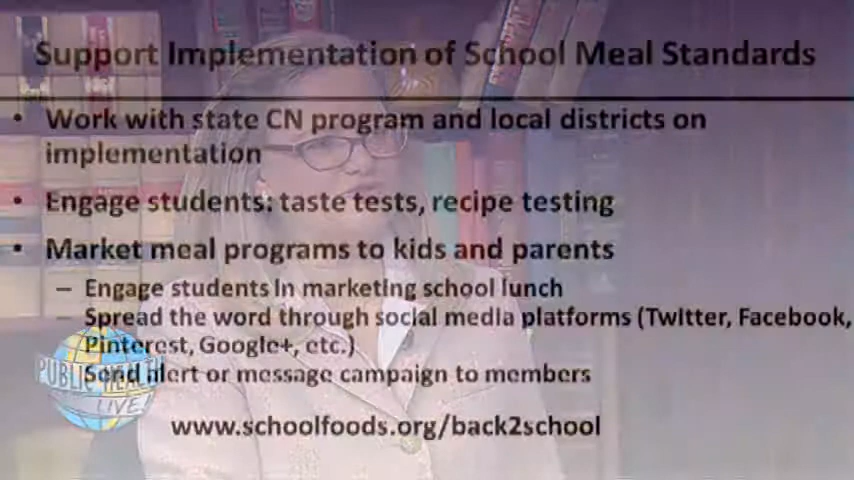 Support Implementation of School Meal Standards
• Work with state CN program and local districts on
implementation
• Engage students: taste tests, recipe testing
• Market meal programs to kids and parents
– Engage students in marketing school lunch
– Spread the word through social media platforms (Twitter, Facebook,
Pinterest, Google+, etc.)
Send alert or message campaign to members
PUBLIC HEALTH
LIVE!
www.schoolfoods.org/back2school